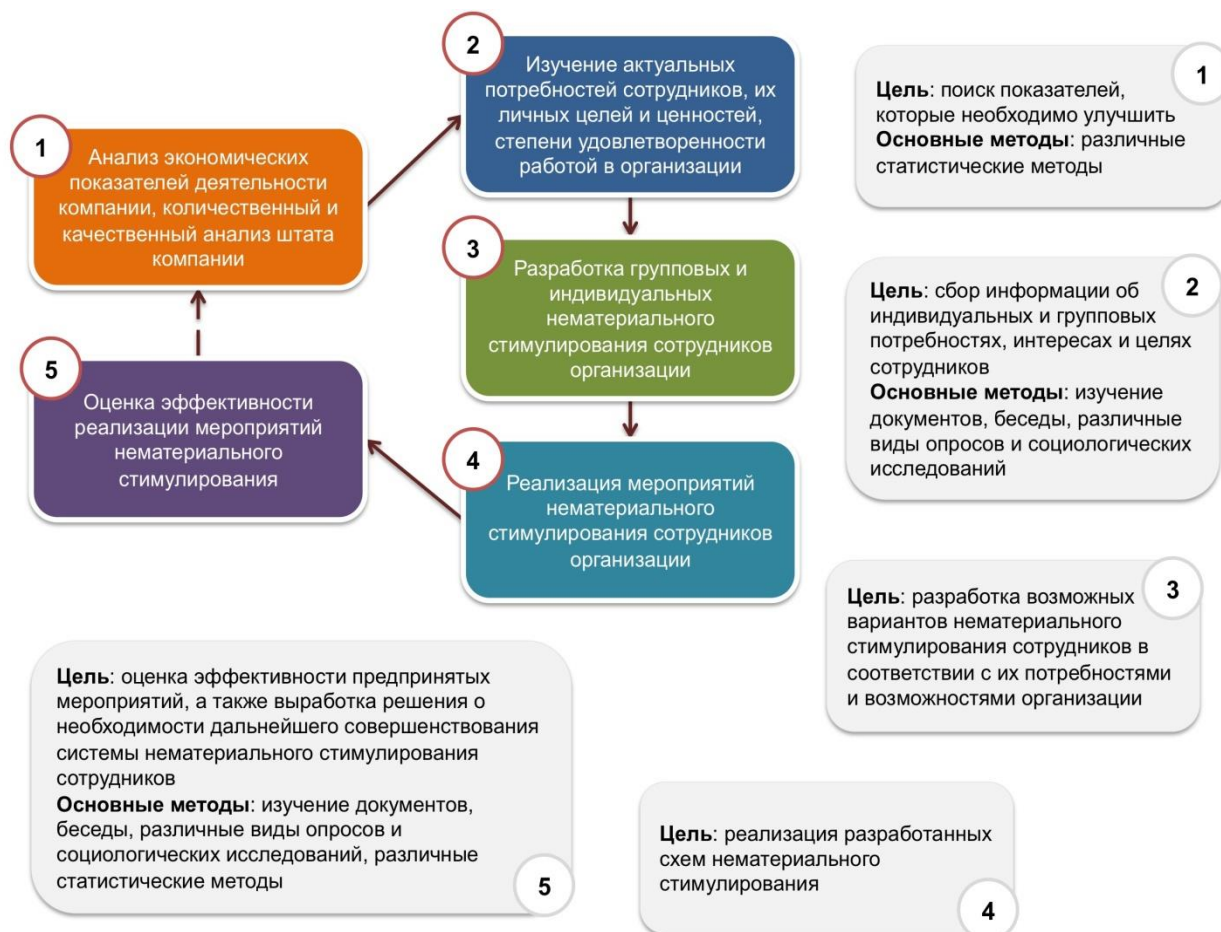 1
Анализ экономических
показателей деятельности
компании, количественный и
качественный анализ штата
компании
2
Изучение актуальных
потребностей сотрудников, их
личных целей и ценностей,
степени удовлетворенности
работой в организации
3
Разработка групповых и
индивидуальных
нематериального
стимулирования сотрудников
организации
4
Реализация мероприятий
нематериального
стимулирования сотрудников
организации
5
Оценка эффективности
реализации мероприятий
нематериального
стимулирования
1
Цель: поиск показателей,
которые необходимо улучшить
Основные методы: различные
статистические методы
2
Цель: сбор информации об
индивидуальных и групповых
потребностях, интересах и целях
сотрудников
Основные методы: изучение
документов, беседы, различные
виды опросов и социологических
исследований
3
Цель: разработка возможных
вариантов нематериального
стимулирования сотрудников в
соответствии с их потребностями
и возможностями организации
Цель: реализация разработанных
схем нематериального
стимулирования
4
Цель: оценка эффективности предпринятых
мероприятий, а также выработка решения о
необходимости дальнейшего совершенствования
системы нематериального стимулирования
сотрудников
Основные методы: изучение документов,
беседы, различные виды опросов и
социологических исследований, различные
статистические методы
5